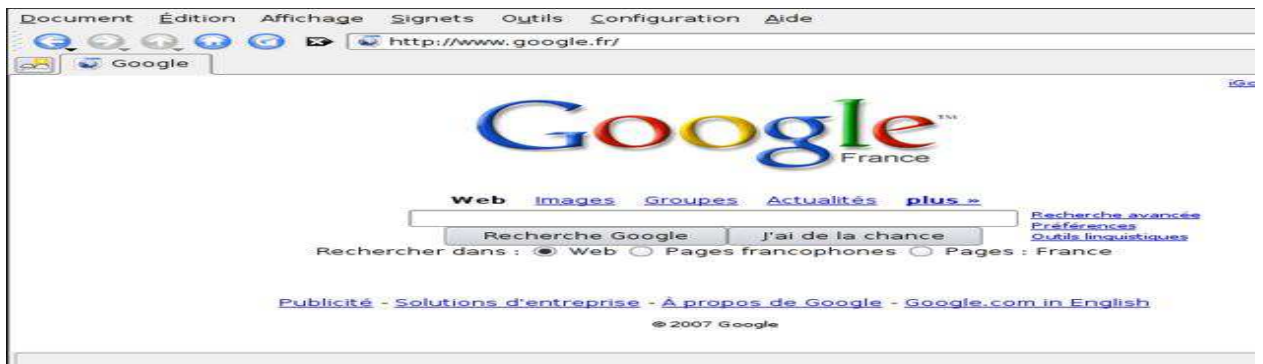 Document Édition Affichage Signets Outils Configuration Aide
http://www.google.fr/
Google
Google™
France
Web Images Groupes Actualités plus »
Recherche avancée
Préférences
Outils linguistiques
Recherche Google J'ai de la chance
Rechercher dans : Web Pages francophones Pages : France
Publicité - Solutions d'entreprise - À propos de Google - Google.com in English
© 2007 Google